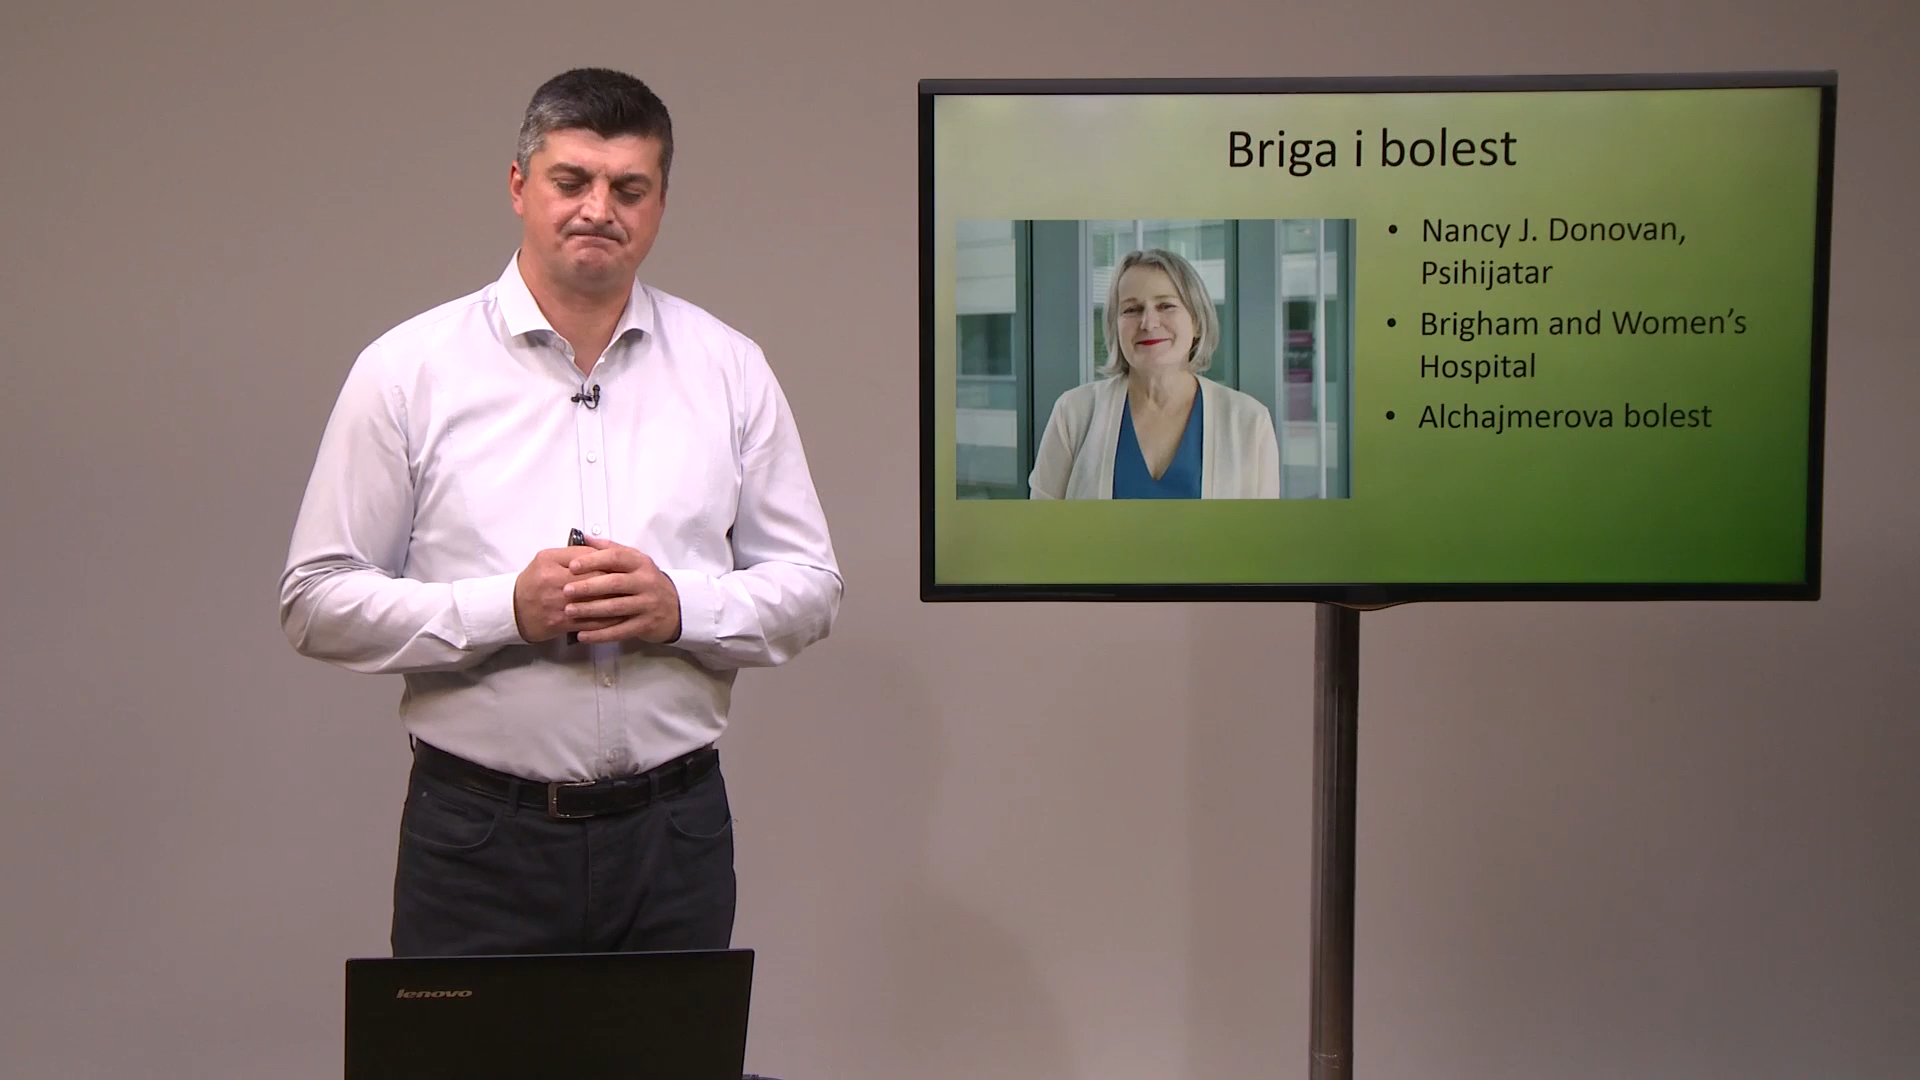 Briga i bolest
• Nancy J. Donovan,
Psihijatar
• Brigham and Women's
Hospital
• Alchajmerova bolest
lenovo